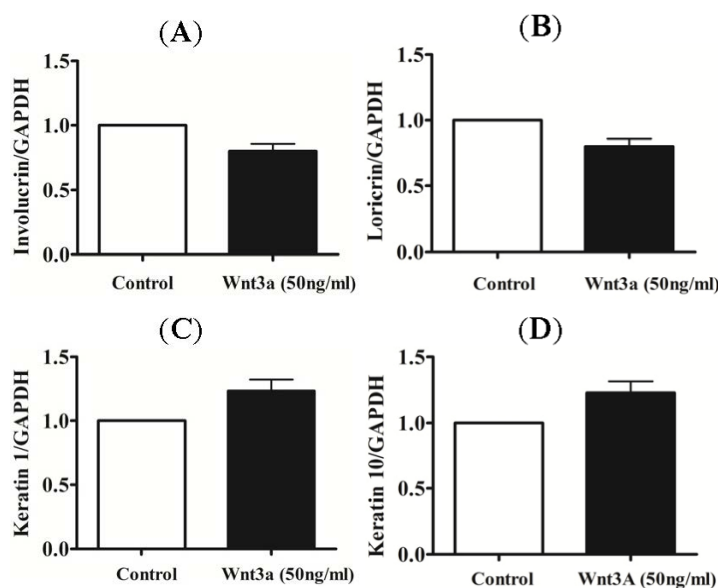 (A)
Involucrin/GAPDH
1.5
1.0
0.5
0.0
Control
Wnt3a (50ng/ml)
(B)
Loricrin/GAPDH
1.5
1.0
0.5
0.0
Control
Wnt3a (50ng/ml)
(C)
Keratin 1/GAPDH
1.5
1.0
0.5
0.0
Control
Wnt3a (50ng/ml)
(D)
Keratin 10/GAPDH
1.5
1.0
0.5
0.0
Control
Wnt3A (50ng/ml)